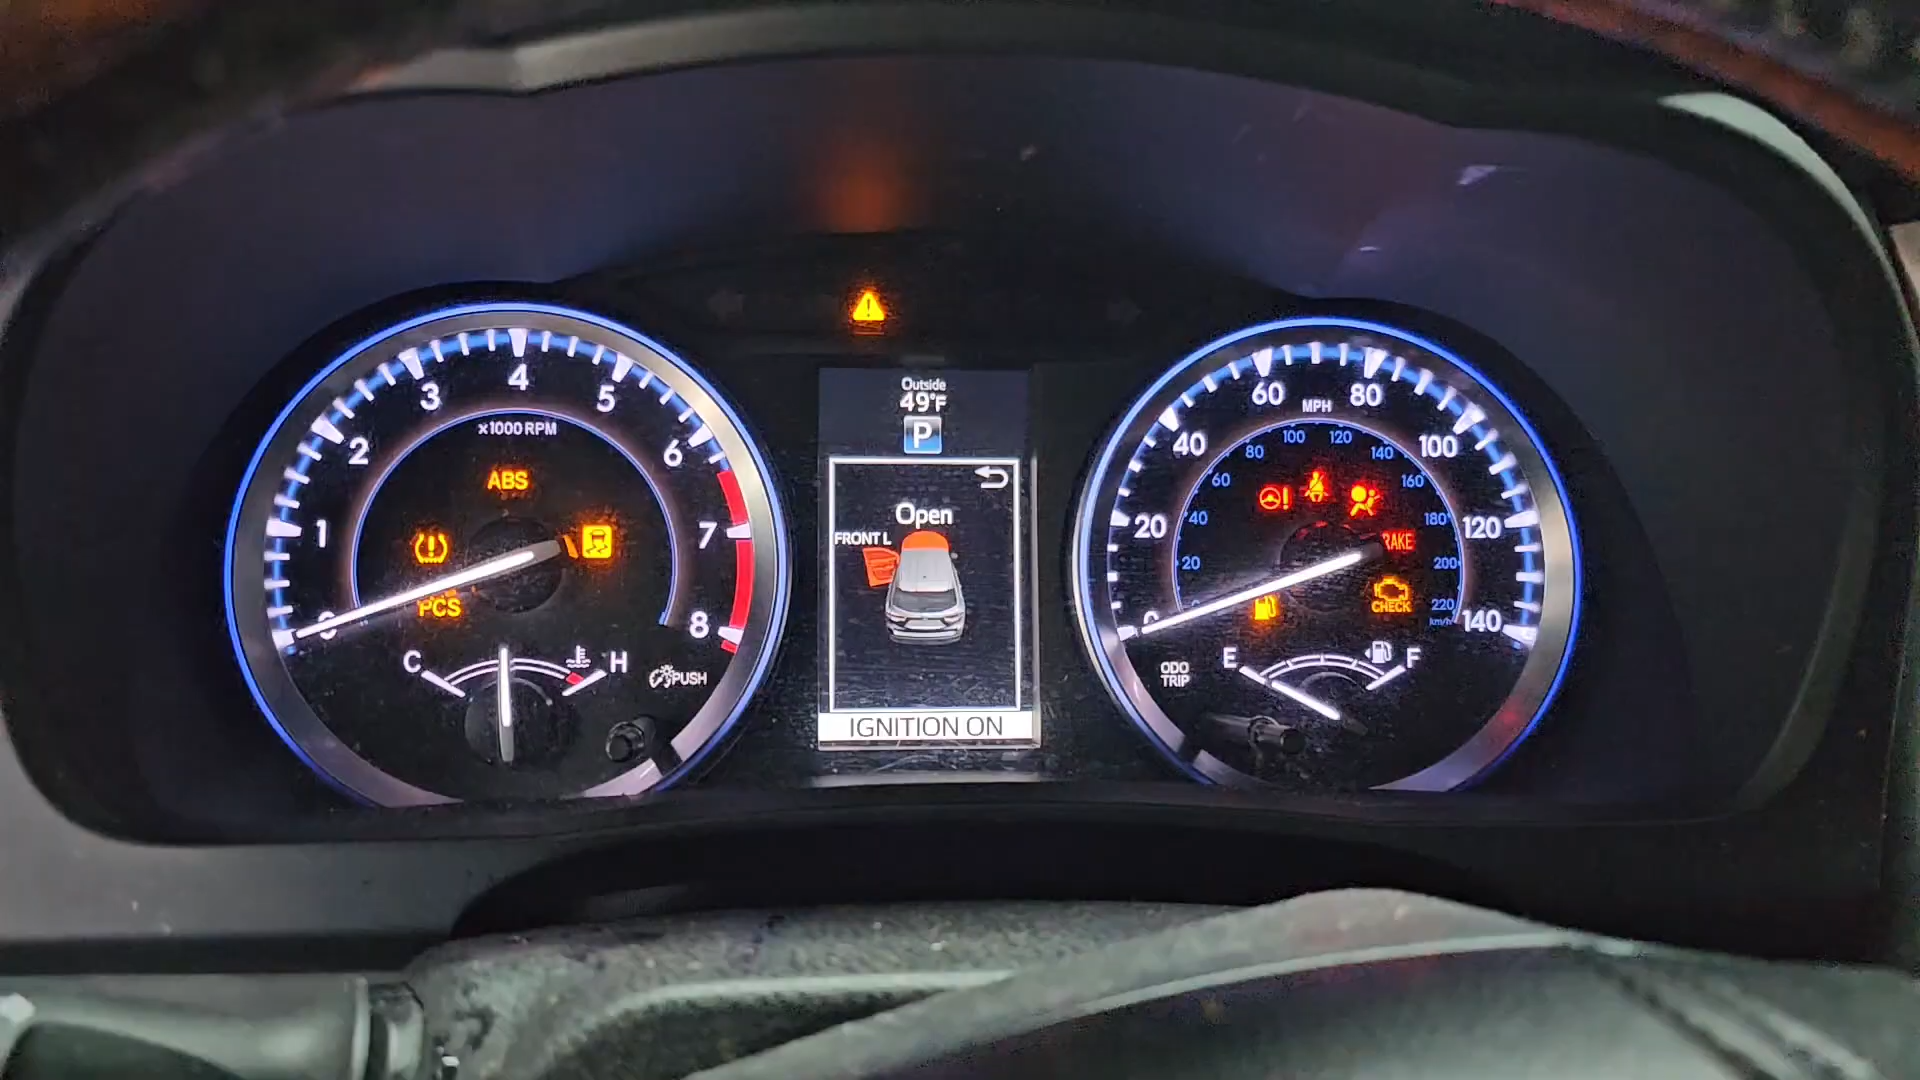 1
2
3
4
5
6
7
8
x1000 RPM
ABS
PCS
C
H
PUSH
Outside
49°F
P
Open
FRONT L
IGNITION ON
20
40
60
80
100
120
140
MPH
20
40
60
80
100
120
140
160
180
200
220
km/h
RAKE
CHECK
ODO
TRIP
E
F